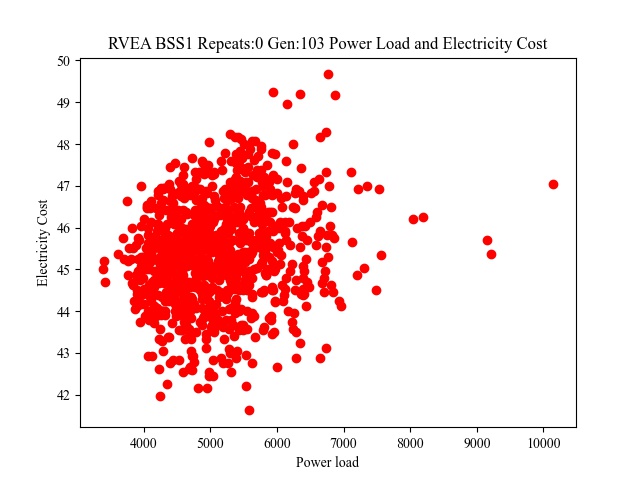 RVEA BSS1 Repeats:0 Gen:103 Power Load and Electricity Cost
50
49
48
47
46
45
44
43
42
Electricity Cost
4000 5000 6000 7000 8000 9000 10000
Power load